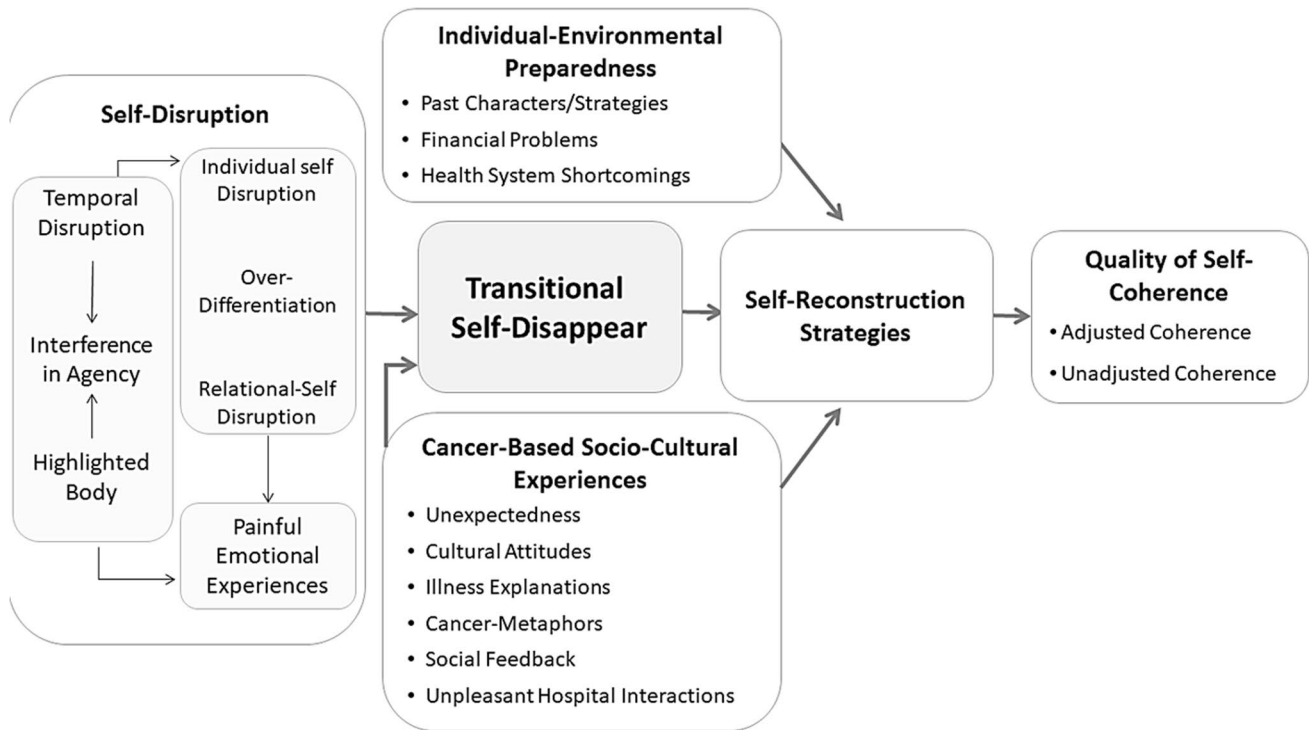 Self-Disruption
Temporal
Disruption
Interference
in Agency
Highlighted
Body
Individual self
Disruption
Over-
Differentiation
Relational-Self
Disruption
Painful
Emotional
Experiences
Individual-Environmental
Preparedness
• Past Characters/Strategies
• Financial Problems
• Health System Shortcomings
Transitional
Self-Disappear
Cancer-Based Socio-Cultural
Experiences
• Unexpectedness
• Cultural Attitudes
• Illness Explanations
• Cancer-Metaphors
• Social Feedback
• Unpleasant Hospital Interactions
Self-Reconstruction
Strategies
Quality of Self-
Coherence
• Adjusted Coherence
• Unadjusted Coherence